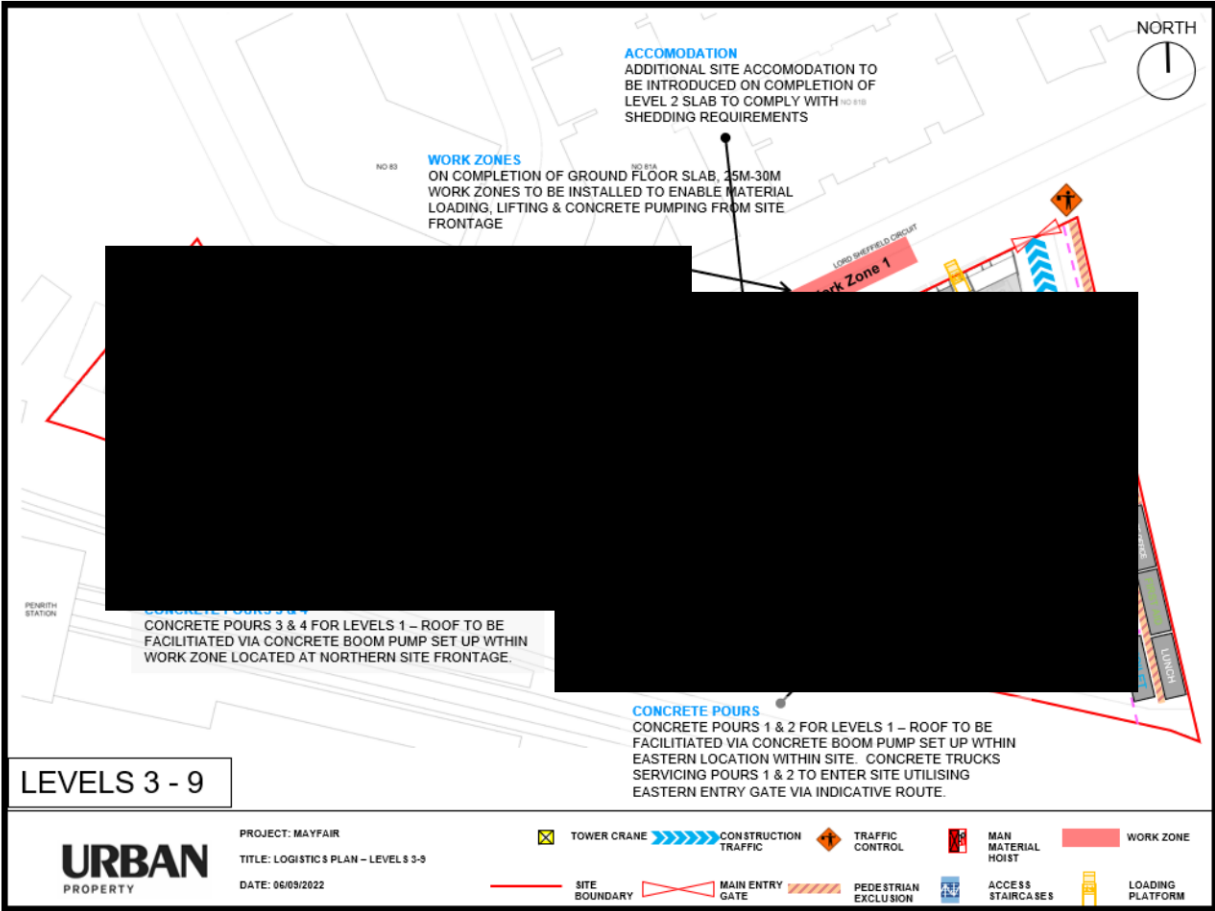 NORTH
ACCOMODATION
ADDITIONAL SITE ACCOMODATION TO
BE INTRODUCED ON COMPLETION OF
LEVEL 2 SLAB TO COMPLY WITH NO 81B
SHEDDING REQUIREMENTS
NO 83
WORK ZONES
NO 81A
ON COMPLETION OF GROUND FLOOR SLAB, 25M-30M
WORK ZONES TO BE INSTALLED TO ENABLE MATERIAL
LOADING, LIFTING & CONCRETE PUMPING FROM SITE
FRONTAGE
LORD SHEFFIELD CIRCUIT
Zone 1
PENRITH
STATION
CONCRETE POURS 3 & 4
CONCRETE POURS 3 & 4 FOR LEVELS 1 – ROOF TO BE
FACILITIATED VIA CONCRETE BOOM PUMP SET UP WTHIN
WORK ZONE LOCATED AT NORTHERN SITE FRONTAGE.
LUNCH
CONCRETE POURS
CONCRETE POURS 1 & 2 FOR LEVELS 1 – ROOF TO BE
FACILITIATED VIA CONCRETE BOOM PUMP SET UP WTHIN
EASTERN LOCATION WITHIN SITE. CONCRETE TRUCKS
SERVICING POURS 1 & 2 TO ENTER SITE UTILISING
EASTERN ENTRY GATE VIA INDICATIVE ROUTE.
LEVELS 3 - 9
URBAN
PROPERTY
PROJECT: MAYFAIR
TITLE: LOGISTICS PLAN – LEVELS 3-9
DATE: 06/09/2022
TOWER CRANE
CONSTRUCTION
TRAFFIC
TRAFFIC
CONTROL
MAN
MATERIAL
HOIST
WORK ZONE
SITE
BOUNDARY
MAIN ENTRY
GATE
PEDESTRIAN
EXCLUSION
ACCESS
STAIRCASES
LOADING
PLATFORM